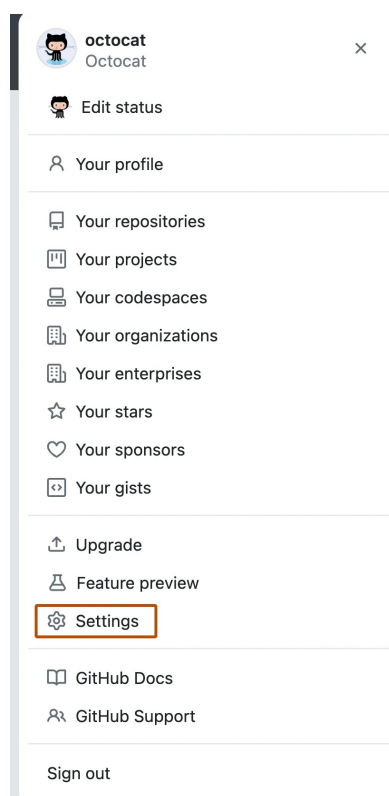 octocat
Octocat
Edit status
Your profile
Your repositories
Your projects
Your codespaces
Your organizations
Your enterprises
Your stars
Your sponsors
Your gists
Upgrade
Feature preview
Settings
GitHub Docs
GitHub Support
Sign out